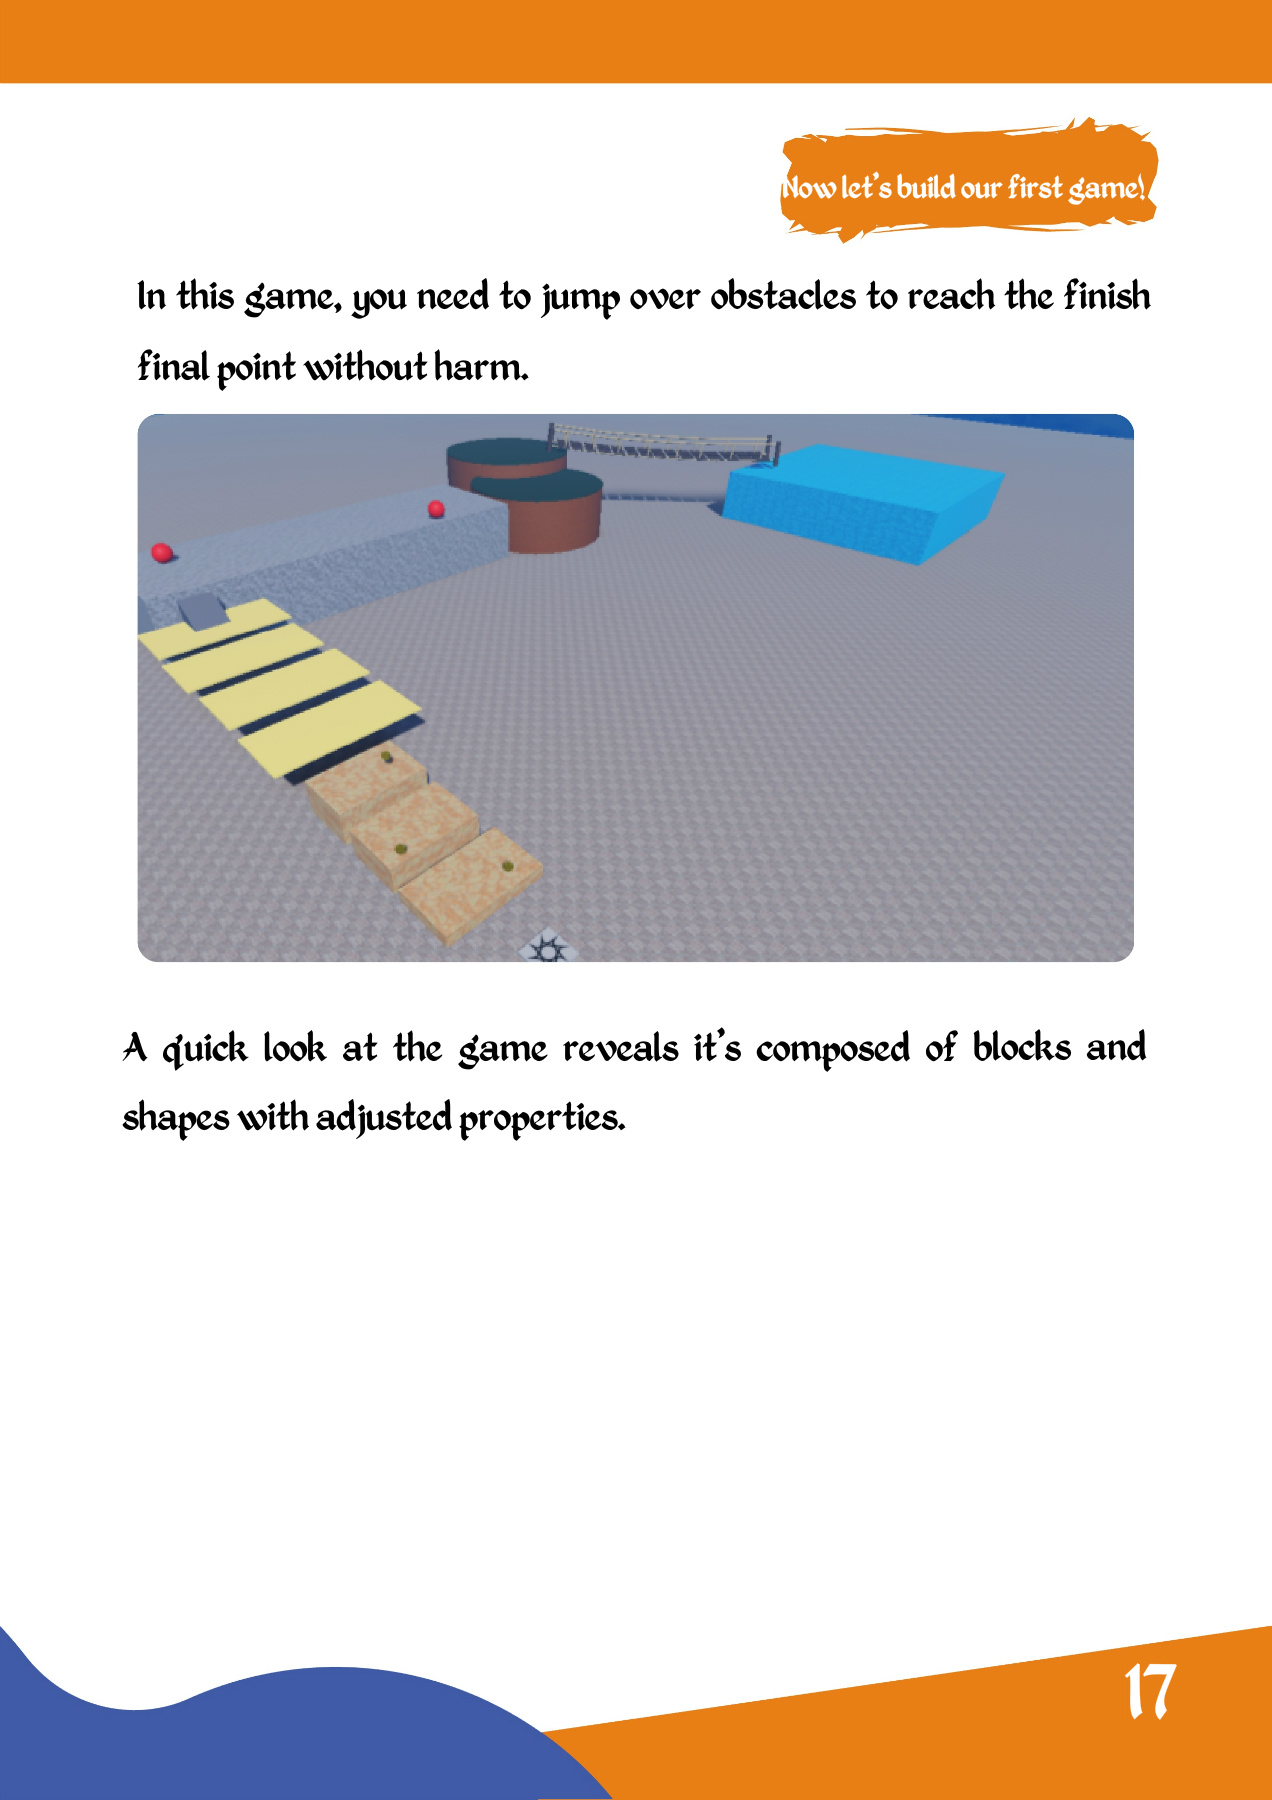 Now let's build our first game!
In this game, you need to jump over obstacles to reach the finish
final point without harm.
A quick look at the game reveals it's composed of blocks and
shapes with adjusted properties.
17